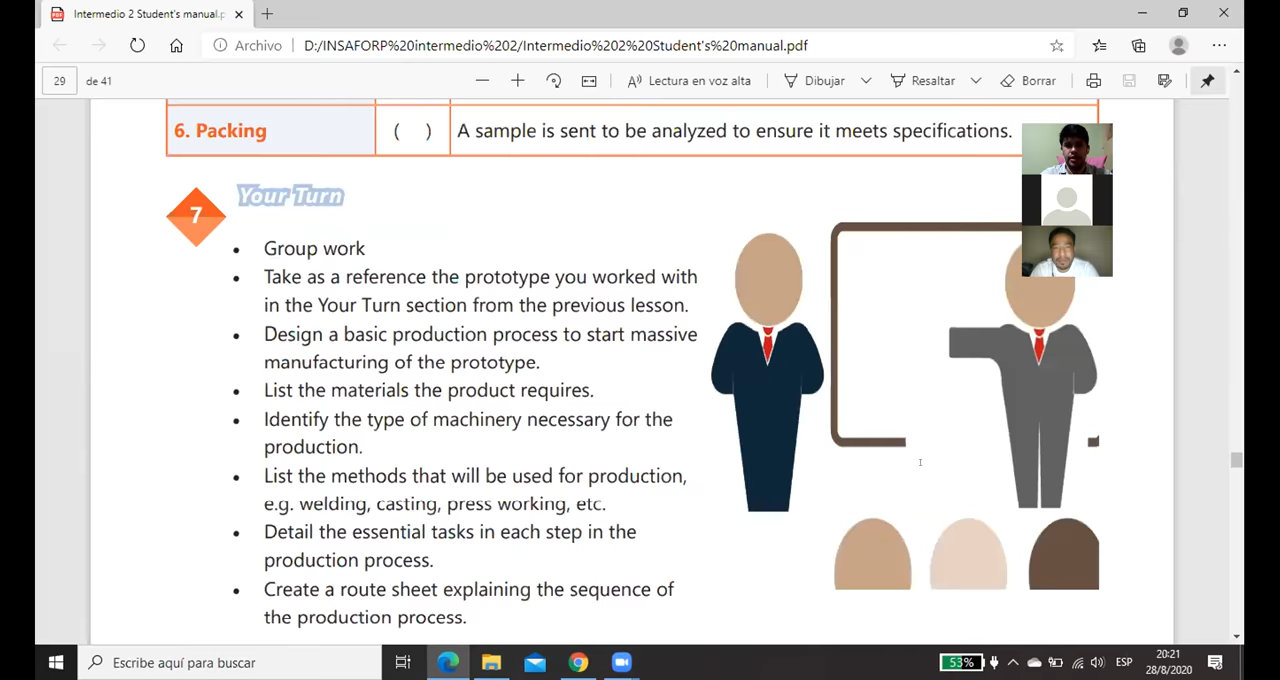 Intermedio 2 Student's manual.p
Archivo D:/INSAFORP%20intermedio%202/Intermedio%202%20Student's%20manual.pdf
29 de 41 Lectura en voz alta Dibujar Resaltar Borrar
6. Packing ( ) A sample is sent to be analyzed to ensure it meets specifications.
7 Your Turn
• Group work
• Take as a reference the prototype you worked with
in the Your Turn section from the previous lesson.
• Design a basic production process to start massive
manufacturing of the prototype.
• List the materials the product requires.
• Identify the type of machinery necessary for the
production.
• List the methods that will be used for production,
e.g. welding, casting, press working, etc.
• Detail the essential tasks in each step in the
production process.
• Create a route sheet explaining the sequence of
the production process.
Escribe aquí para buscar 53% ESP 20:21
28/8/2020